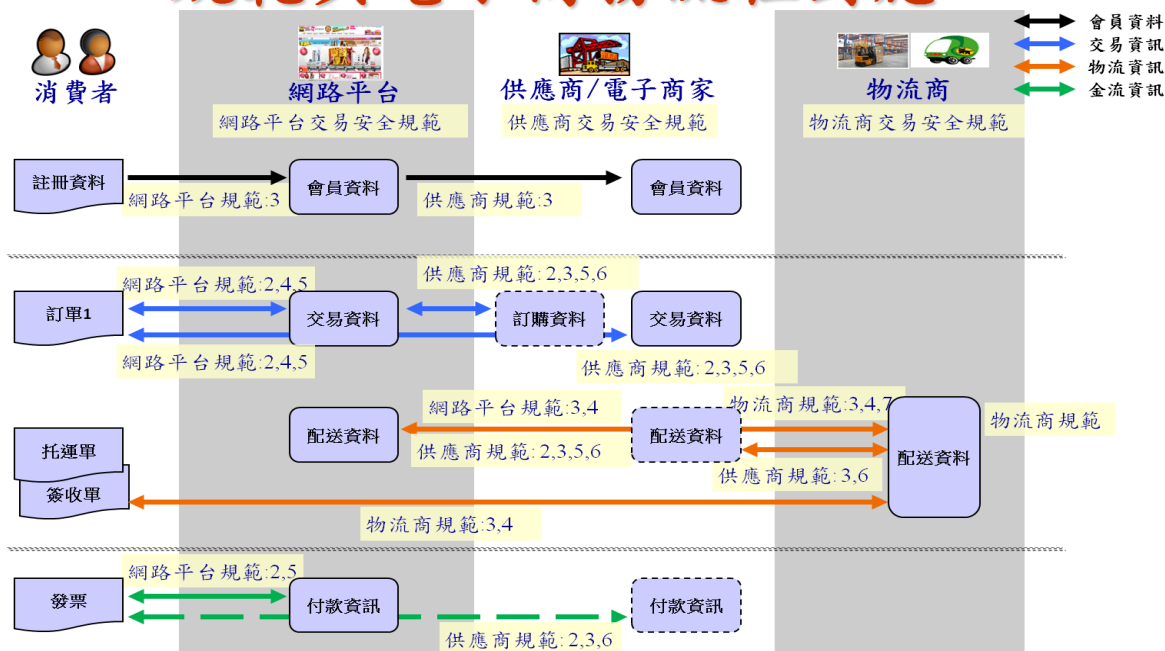 會員資料
交易資訊
物流資訊
金流資訊
消費者
網路平台
供應商/電子商家
物流商
網路平台交易安全規範
供應商交易安全規範
物流商交易安全規範
註冊資料
網路平台規範:3
會員資料
供應商規範:3
會員資料
網路平台規範:2,4,5
供應商規範:2,3,5,6
訂單1
交易資料
訂購資料
交易資料
網路平台規範:2,4,5
供應商規範:2,3,5,6
網路平台規範:3,4
物流商規範:3,4,7
物流商規範
配送資料
配送資料
托運單
供應商規範:2,3,5,6
配送資料
供應商規範:3,6
簽收單
物流商規範:3,4
網路平台規範:2,5
發票
付款資訊
付款資訊
供應商規範:2,3,6